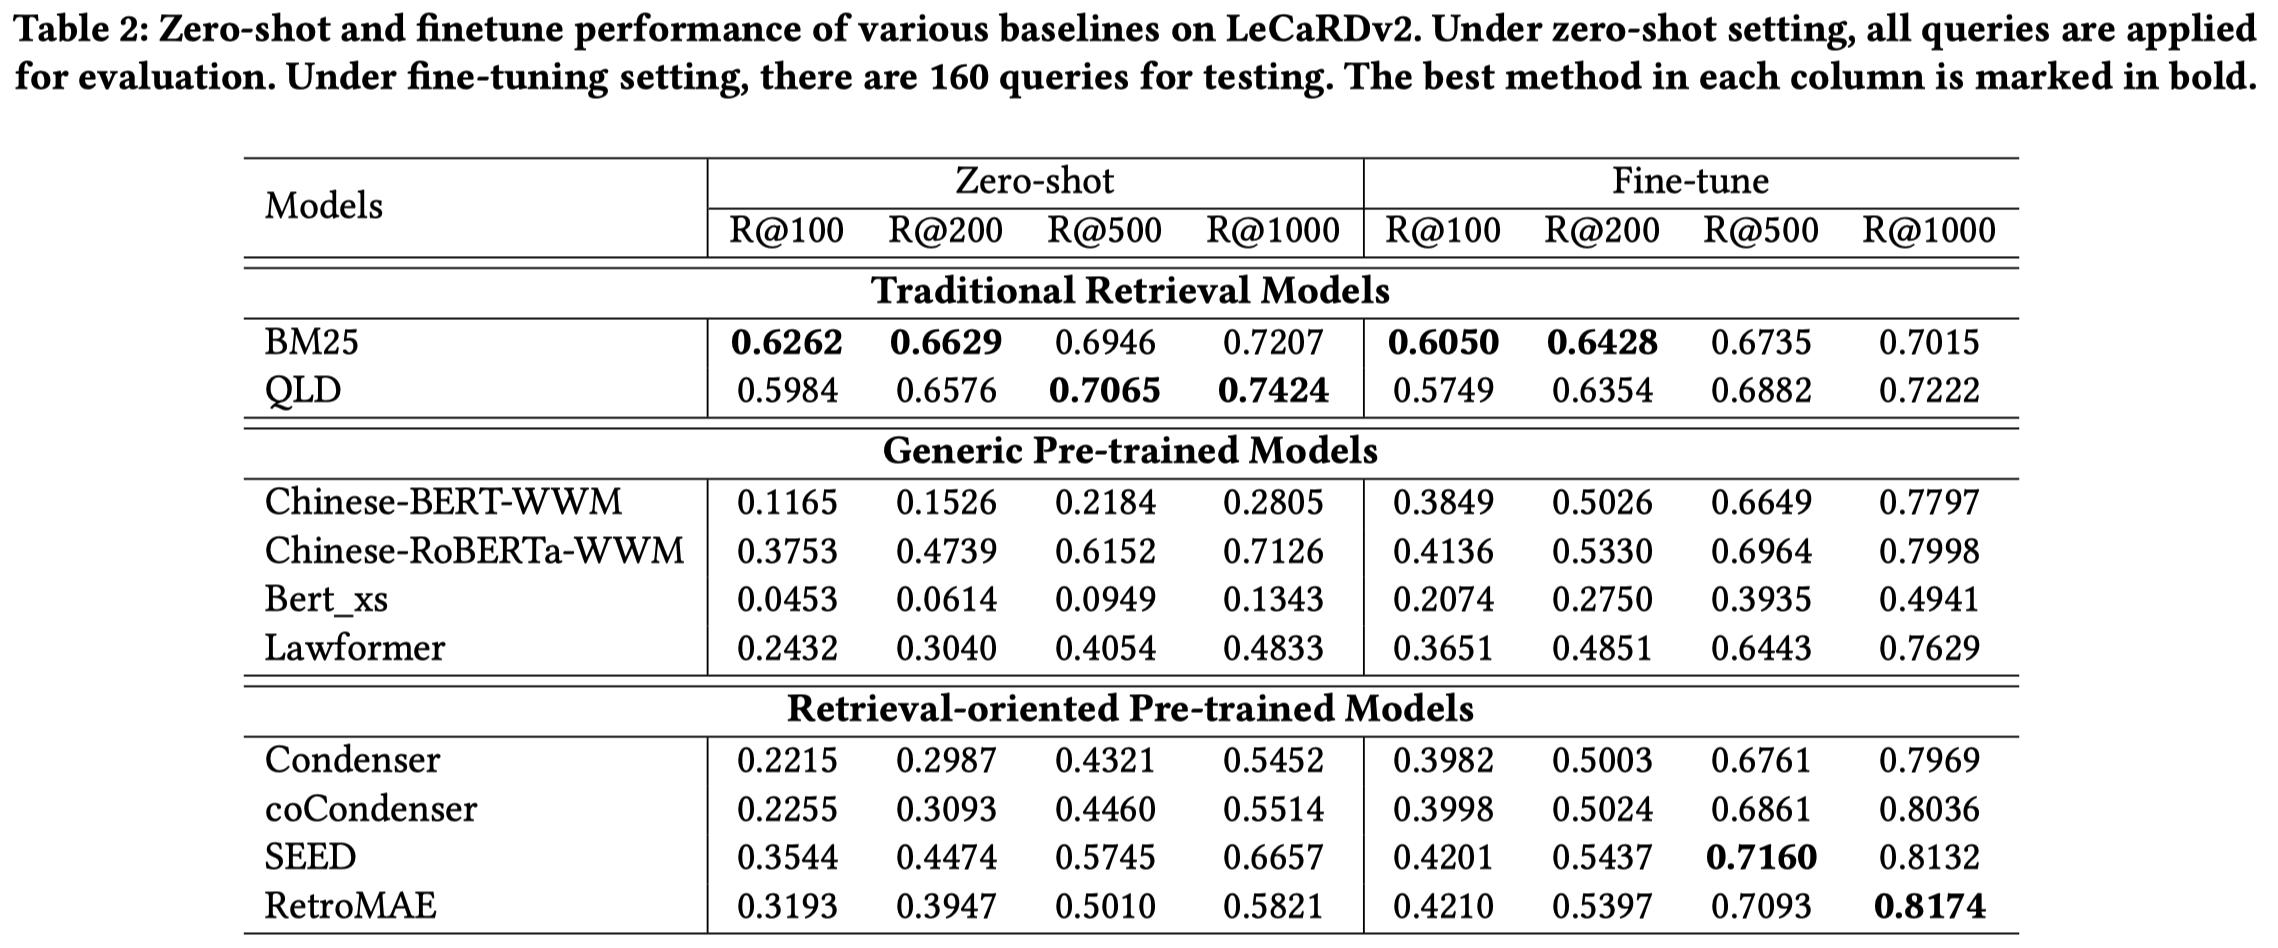 Table 2: Zero-shot and finetune performance of various baselines on LeCaRDv2. Under zero-shot setting, all queries are applied
for evaluation. Under fine-tuning setting, there are 160 queries for testing. The best method in each column is marked in bold.
Models Zero-shot Fine-tune
R@100 R@200 R@500 R@1000 R@100 R@200 R@500 R@1000
Traditional Retrieval Models
BM25 0.6262 0.6629 0.6946 0.7207 0.6050 0.6428 0.6735 0.7015
QLD 0.5984 0.6576 0.7065 0.7424 0.5749 0.6354 0.6882 0.7222
Generic Pre-trained Models
Chinese-BERT-WWM 0.1165 0.1526 0.2184 0.2805 0.3849 0.5026 0.6649 0.7797
Chinese-RoBERTa-WWM 0.3753 0.4739 0.6152 0.7126 0.4136 0.5330 0.6964 0.7998
Bert_xs 0.0453 0.0614 0.0949 0.1343 0.2074 0.2750 0.3935 0.4941
Lawformer 0.2432 0.3040 0.4054 0.4833 0.3651 0.4851 0.6443 0.7629
Retrieval-oriented Pre-trained Models
Condenser 0.2215 0.2987 0.4321 0.5452 0.3982 0.5003 0.6761 0.7969
coCondenser 0.2255 0.3093 0.4460 0.5514 0.3998 0.5024 0.6861 0.8036
SEED 0.3544 0.4474 0.5745 0.6657 0.4201 0.5437 0.7160 0.8132
RetroMAE 0.3193 0.3947 0.5010 0.5821 0.4210 0.5397 0.7093 0.8174